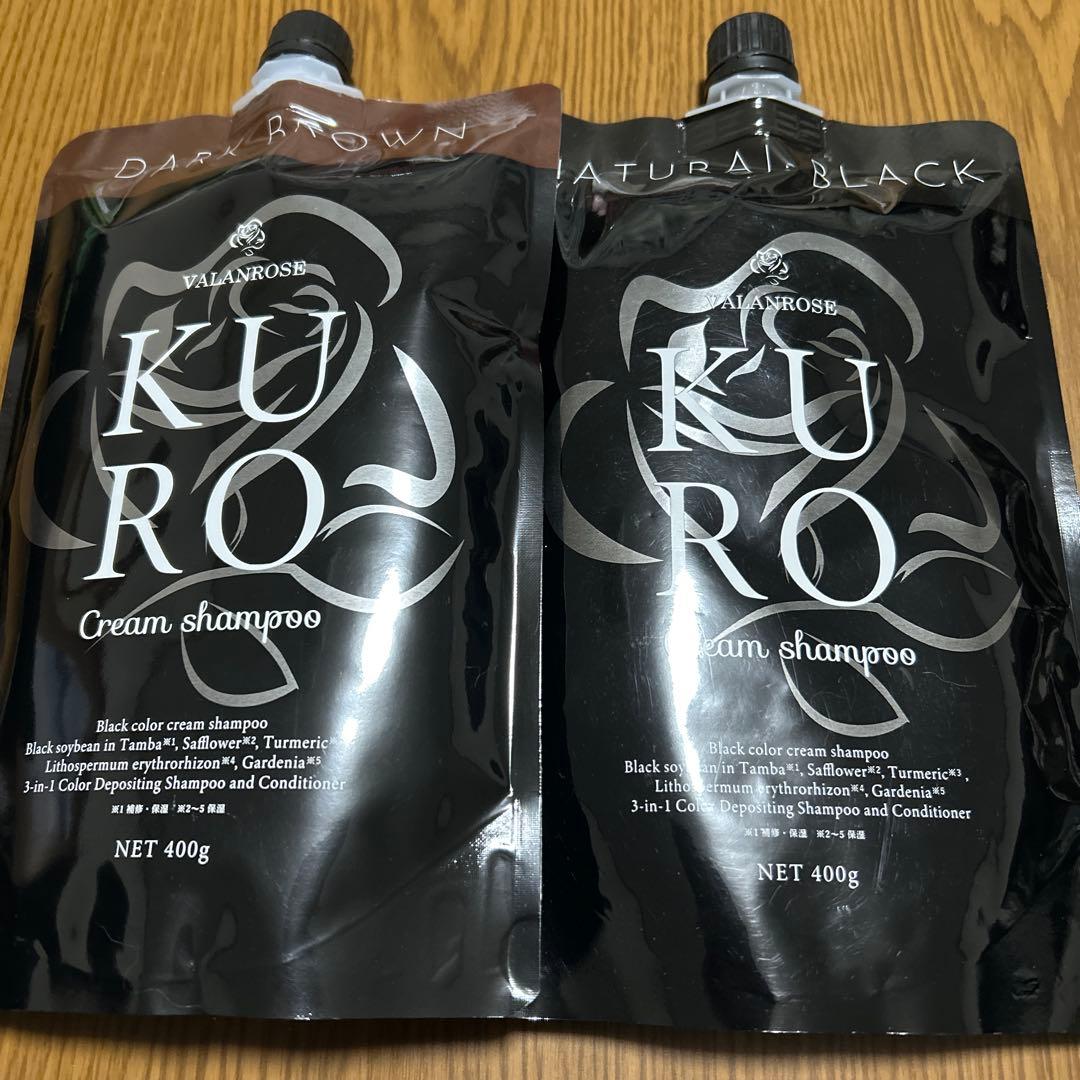 DARK BROWN
VALANROSE
KU
RO
Cream shampoo
Black color cream shampoo
Black soybean in Tamba※1, Safflower※2, Turmeric※
Lithospermum erythrorhizon※4, Gardenia※5
3-in-1 Color Depositing Shampoo and Conditioner
※1 補修・保湿 ※2〜5 保湿
NET 400g
NATURAL BLACK
VALANROSE
KU
RO
Cream shampoo
Black color cream shampoo
Black soybean in Tamba※1, Safflower※2, Turmeric※3,
Lithospermum erythrorhizon※4, Gardenia※5
3-in-1 Color Depositing Shampoo and Conditioner
※1 補修・保湿 ※2〜5 保湿
NET 400g